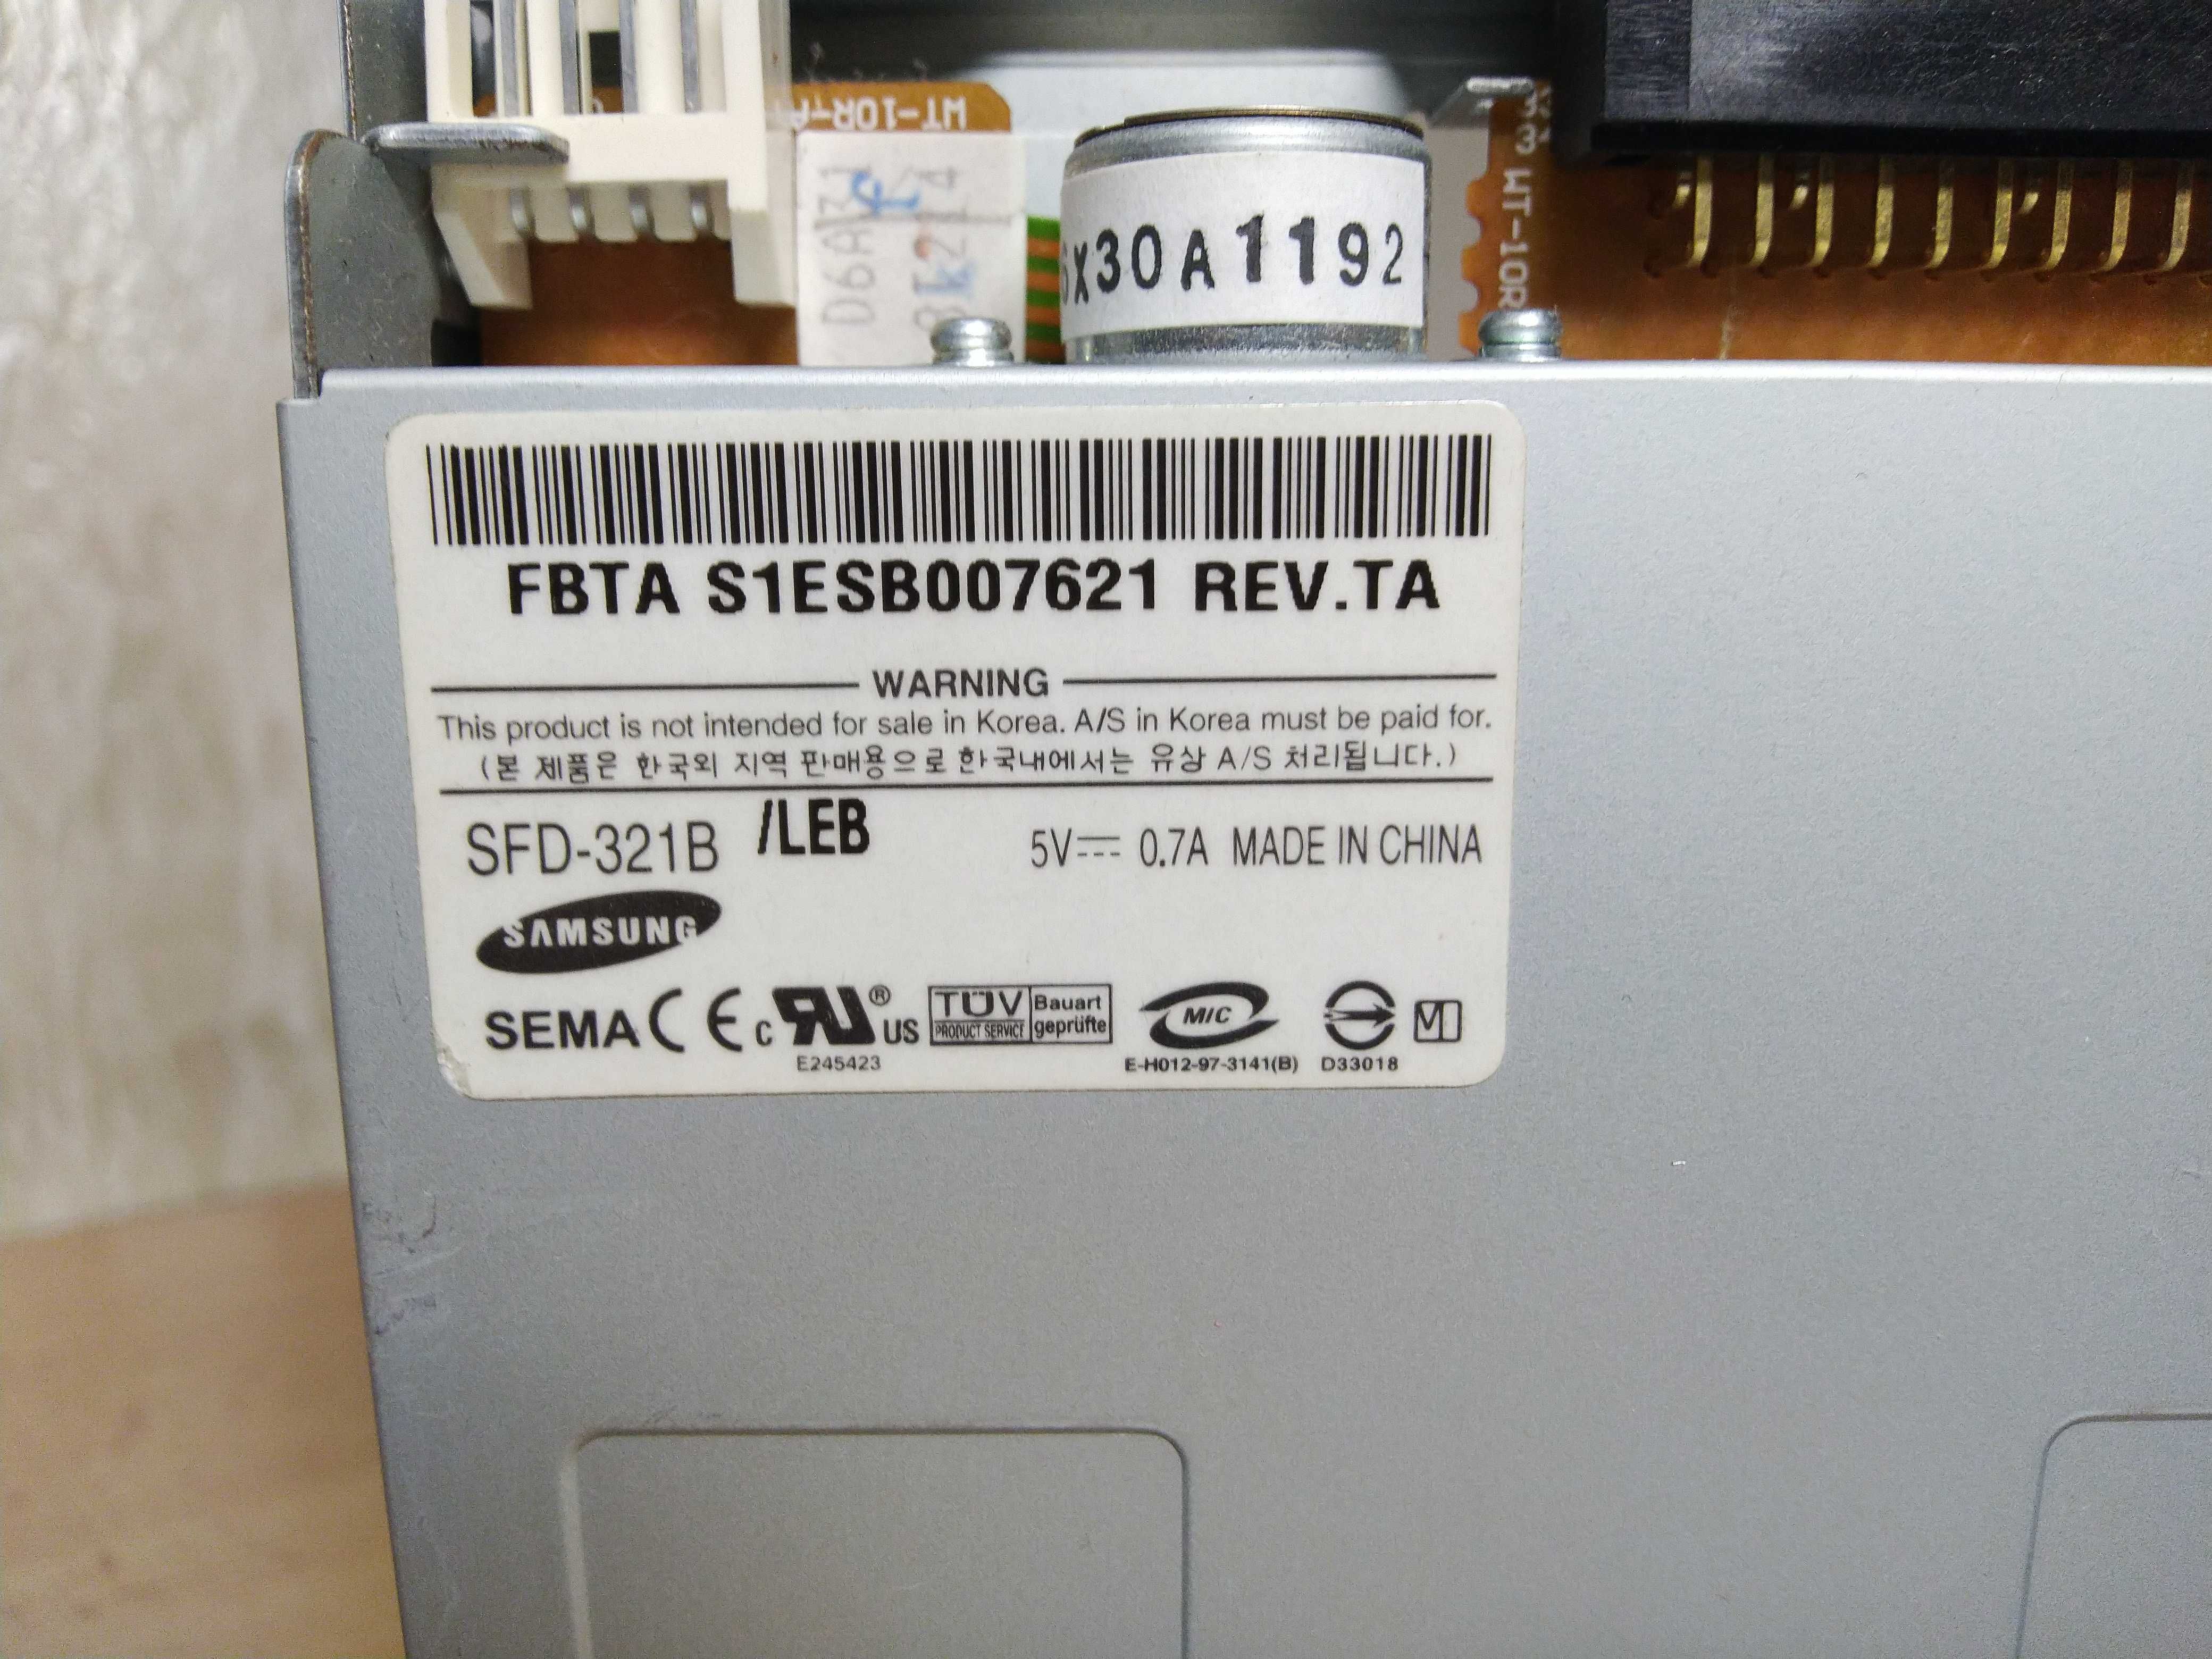 WT-10R-A
D6A
WT-10R
X30A1192
FBTA S1ESB007621 REV.TA
WARNING
This product is not intended for sale in Korea. A/S in Korea must be paid for.
(본 제품은 한국외 지역 판매용으로 한국내에서는 유상 A/S 처리됩니다.)
SFD-321B /LEB 5V 0.7A MADE IN CHINA
SAMSUNG
SEMA CE c RU ® US TÜV PRODUCT SERVICE Bauart geprüfte MIC
E245423 E-H012-97-3141(B) D33018